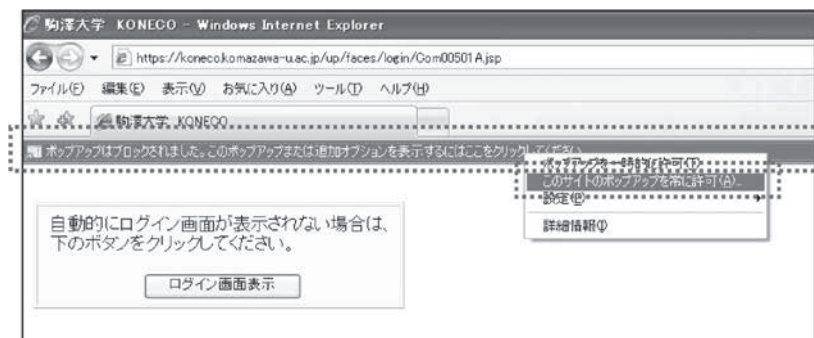 駒澤大学 KONECO - Windows Internet Explorer
https://koneco.komazawa-u.ac.jp/up/faces/login/Com00501A.jsp
ファイル(F) 編集(E) 表示(V) お気に入り(A) ツール(T) ヘルプ(H)
駒澤大学 KONECO
ポップアップはブロックされました。このポップアップまたは追加オプションを表示するにはここをクリックしてください
ポップアップを一時的に許可(T)
このサイトのポップアップを常に許可(A)...
設定(E)
詳細情報(I)
自動的にログイン画面が表示されない場合は、
下のボタンをクリックしてください。
ログイン画面表示